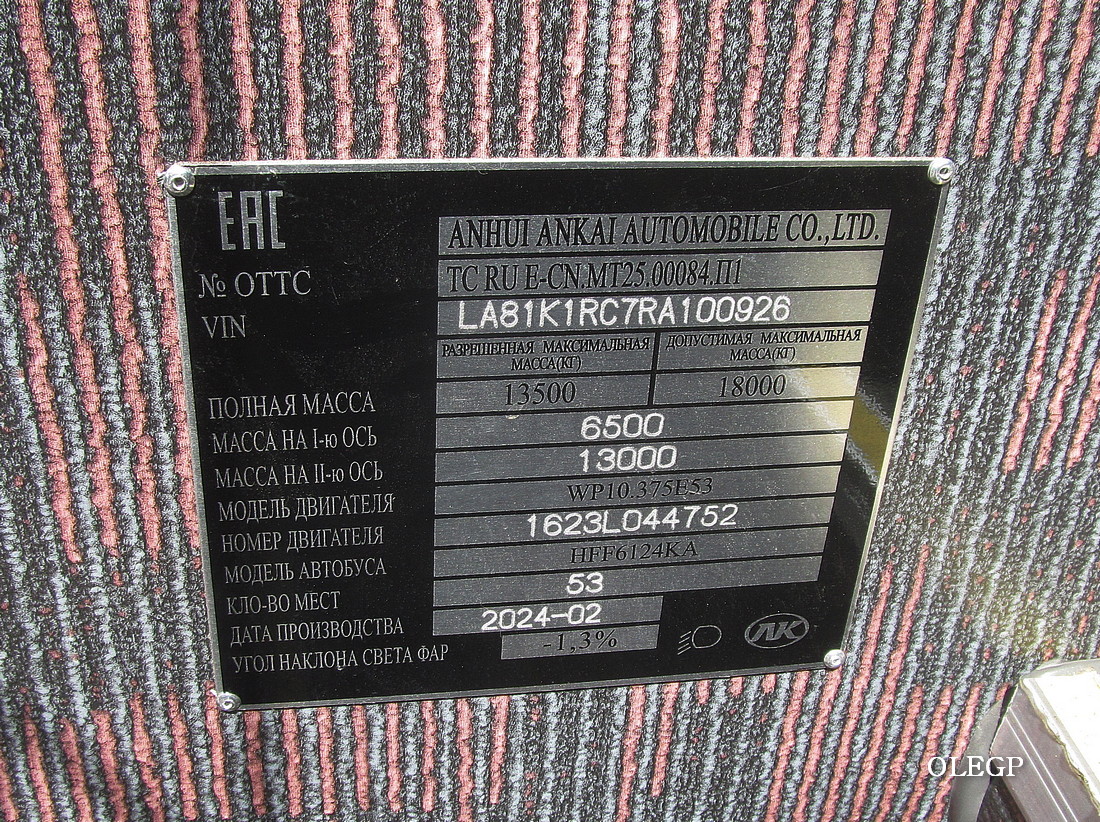 EAC
ANHUI ANKAI AUTOMOBILE CO.,LTD.
№ ОТТС TC RU E-CN.MT25.00084.П1
VIN LA81K1RC7RA100926
РАЗРЕШЕННАЯ МАКСИМАЛЬНАЯ МАССА(КГ)
ДОПУСТИМАЯ МАКСИМАЛЬНАЯ МАССА(КГ)
ПОЛНАЯ МАССА 13500 18000
МАССА НА I-ю ОСЬ 6500
МАССА НА II-ю ОСЬ 13000
МОДЕЛЬ ДВИГАТЕЛЯ WP10.375E53
НОМЕР ДВИГАТЕЛЯ 1623L044752
МОДЕЛЬ АВТОБУСА HFF6124KA
КЛО-ВО МЕСТ 53
ДАТА ПРОИЗВОДСТВА 2024-02
УГОЛ НАКЛОНА СВЕТА ФАР -1,3%
OLEGP